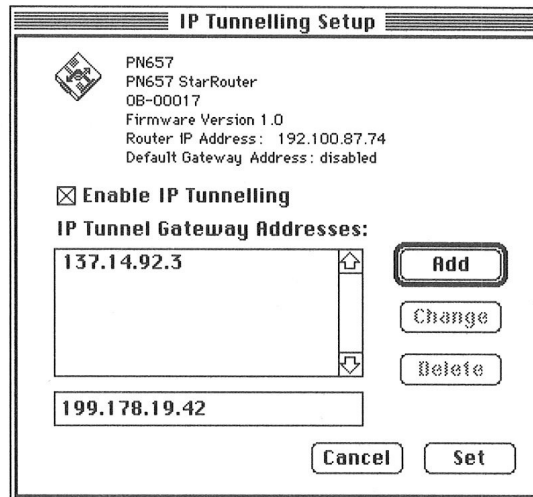 IP Tunnelling Setup
PN657
PN657 StarRouter
0B-00017
Firmware Version 1.0
Router IP Address: 192.100.87.74
Default Gateway Address: disabled
Enable IP Tunnelling
IP Tunnel Gateway Addresses:
137.14.92.3
Add
Change
Delete
199.178.19.42
Cancel
Set